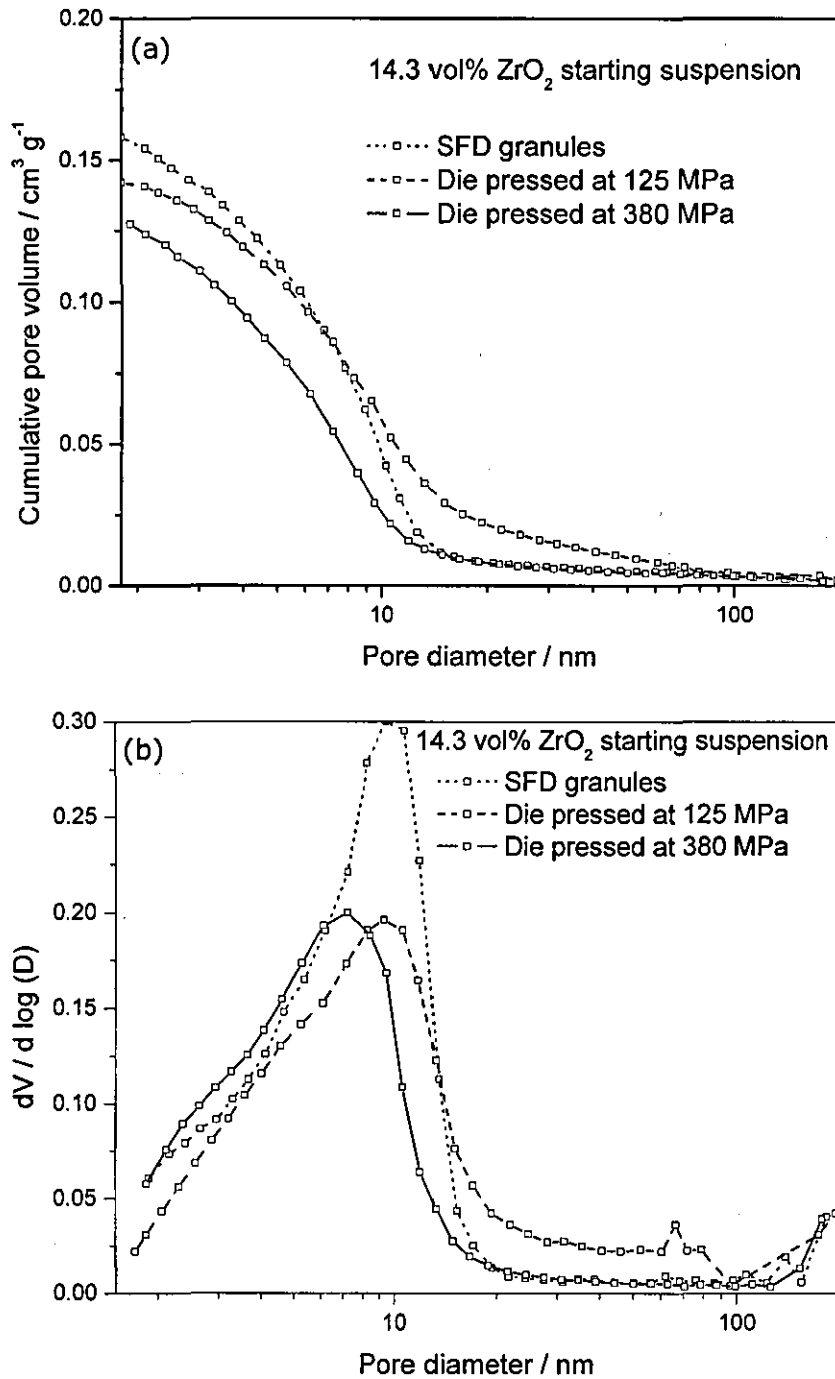 (a)
14.3 vol% ZrO₂ starting suspension
SFD granules
Die pressed at 125 MPa
Die pressed at 380 MPa
0.20
0.15
0.10
0.05
0.00
Cumulative pore volume / cm³ g⁻¹
10
100
Pore diameter / nm
(b)
14.3 vol% ZrO₂ starting suspension
SFD granules
Die pressed at 125 MPa
Die pressed at 380 MPa
0.30
0.25
0.20
0.15
0.10
0.05
0.00
dV / d log (D)
10
100
Pore diameter / nm